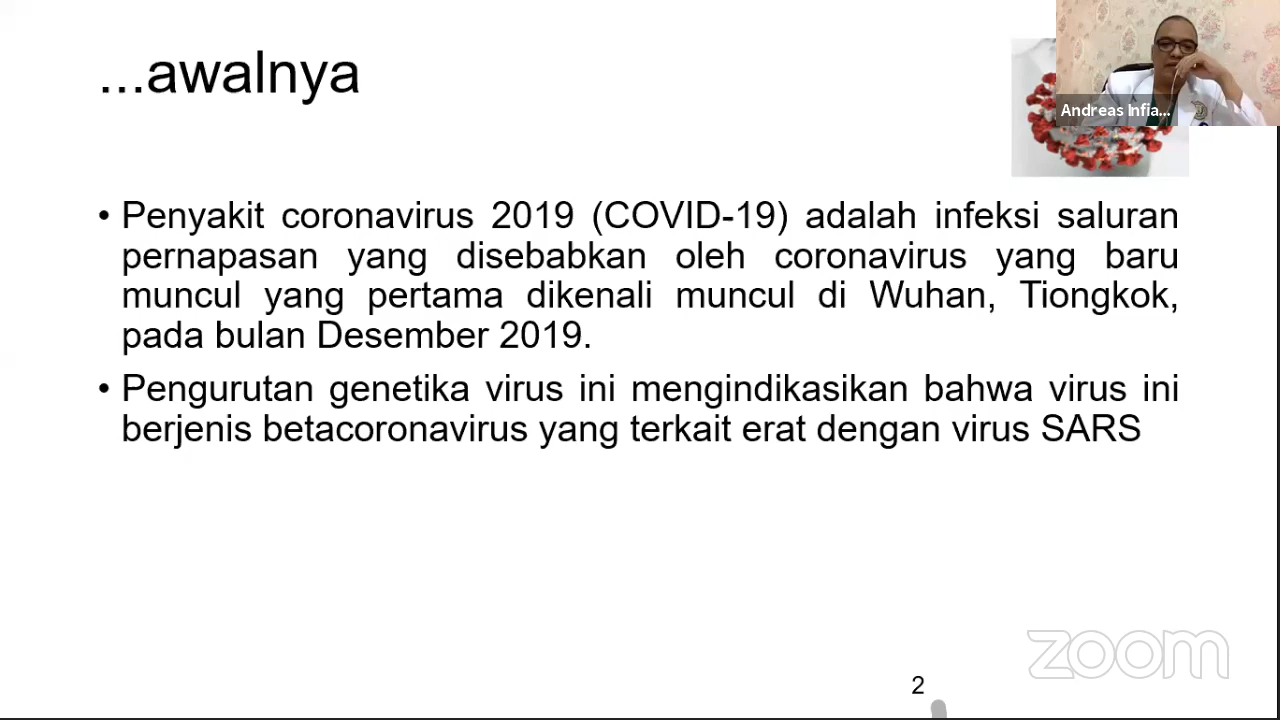 ...awalnya
Andreas Infia...
• Penyakit coronavirus 2019 (COVID-19) adalah infeksi saluran
pernapasan yang disebabkan oleh coronavirus yang baru
muncul yang pertama dikenali muncul di Wuhan, Tiongkok,
pada bulan Desember 2019.
• Pengurutan genetika virus ini mengindikasikan bahwa virus ini
berjenis betacoronavirus yang terkait erat dengan virus SARS
zoom
2